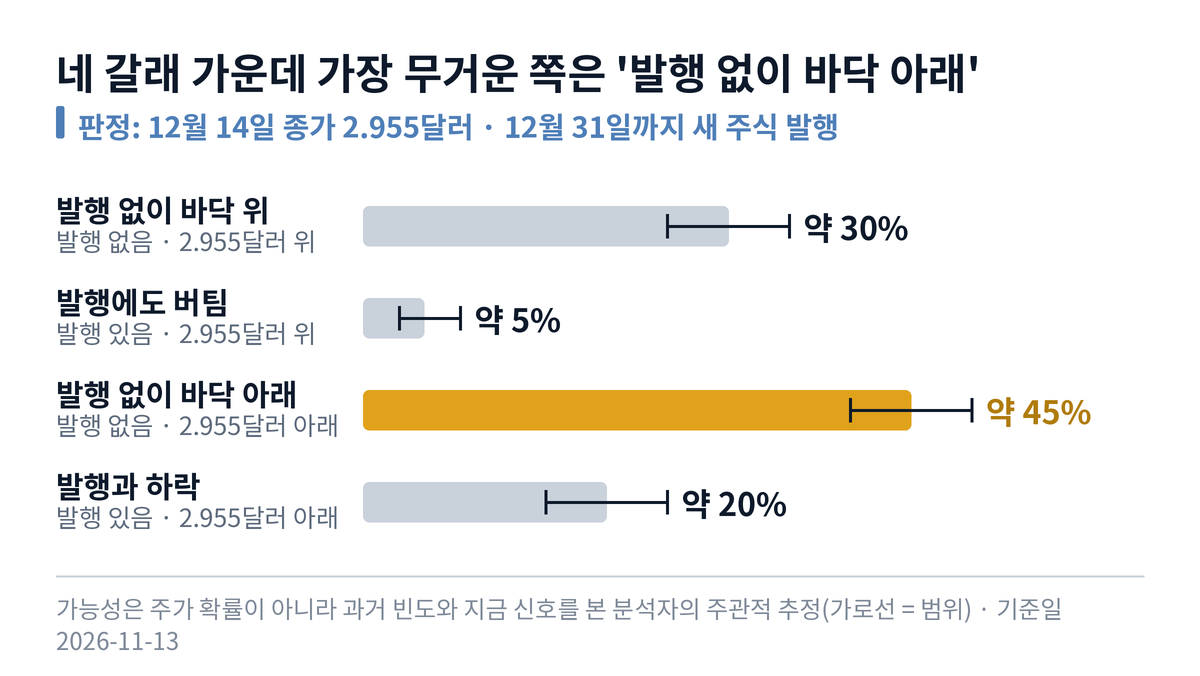 네 갈래 가운데 가장 무거운 쪽은 '발행 없이 바닥 아래'
판정: 12월 14일 종가 2.955달러 · 12월 31일까지 새 주식 발행
발행 없이 바닥 위
발행 없음 · 2.955달러 위
약 30%
발행에도 버팀
발행 있음 · 2.955달러 위
약 5%
발행 없이 바닥 아래
발행 없음 · 2.955달러 아래
약 45%
발행과 하락
발행 있음 · 2.955달러 아래
약 20%
가능성은 주가 확률이 아니라 과거 빈도와 지금 신호를 본 분석자의 주관적 추정(가로선 = 범위) · 기준일
2026-11-13